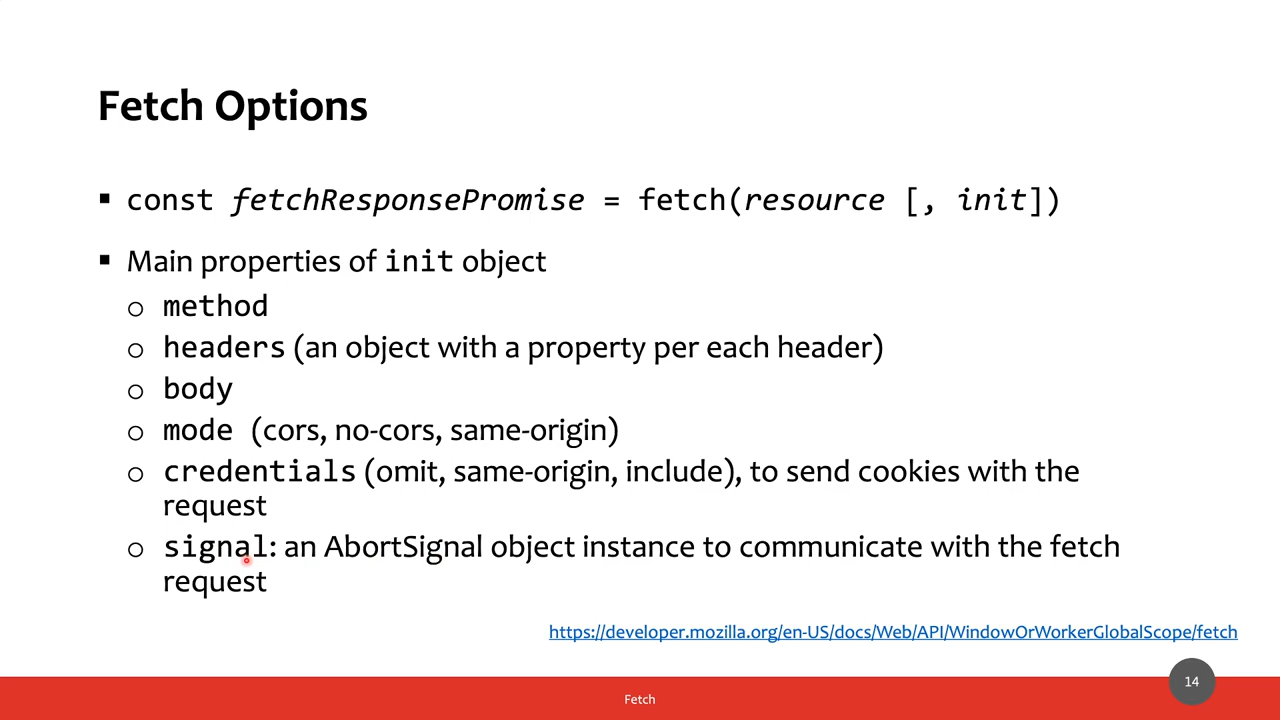 Fetch Options
▪ const fetchResponsePromise = fetch(resource [, init])
▪ Main properties of init object
o method
o headers (an object with a property per each header)
o body
o mode (cors, no-cors, same-origin)
o credentials (omit, same-origin, include), to send cookies with the
request
o signal: an AbortSignal object instance to communicate with the fetch
request
https://developer.mozilla.org/en-US/docs/Web/API/WindowOrWorkerGlobalScope/fetch
14
Fetch